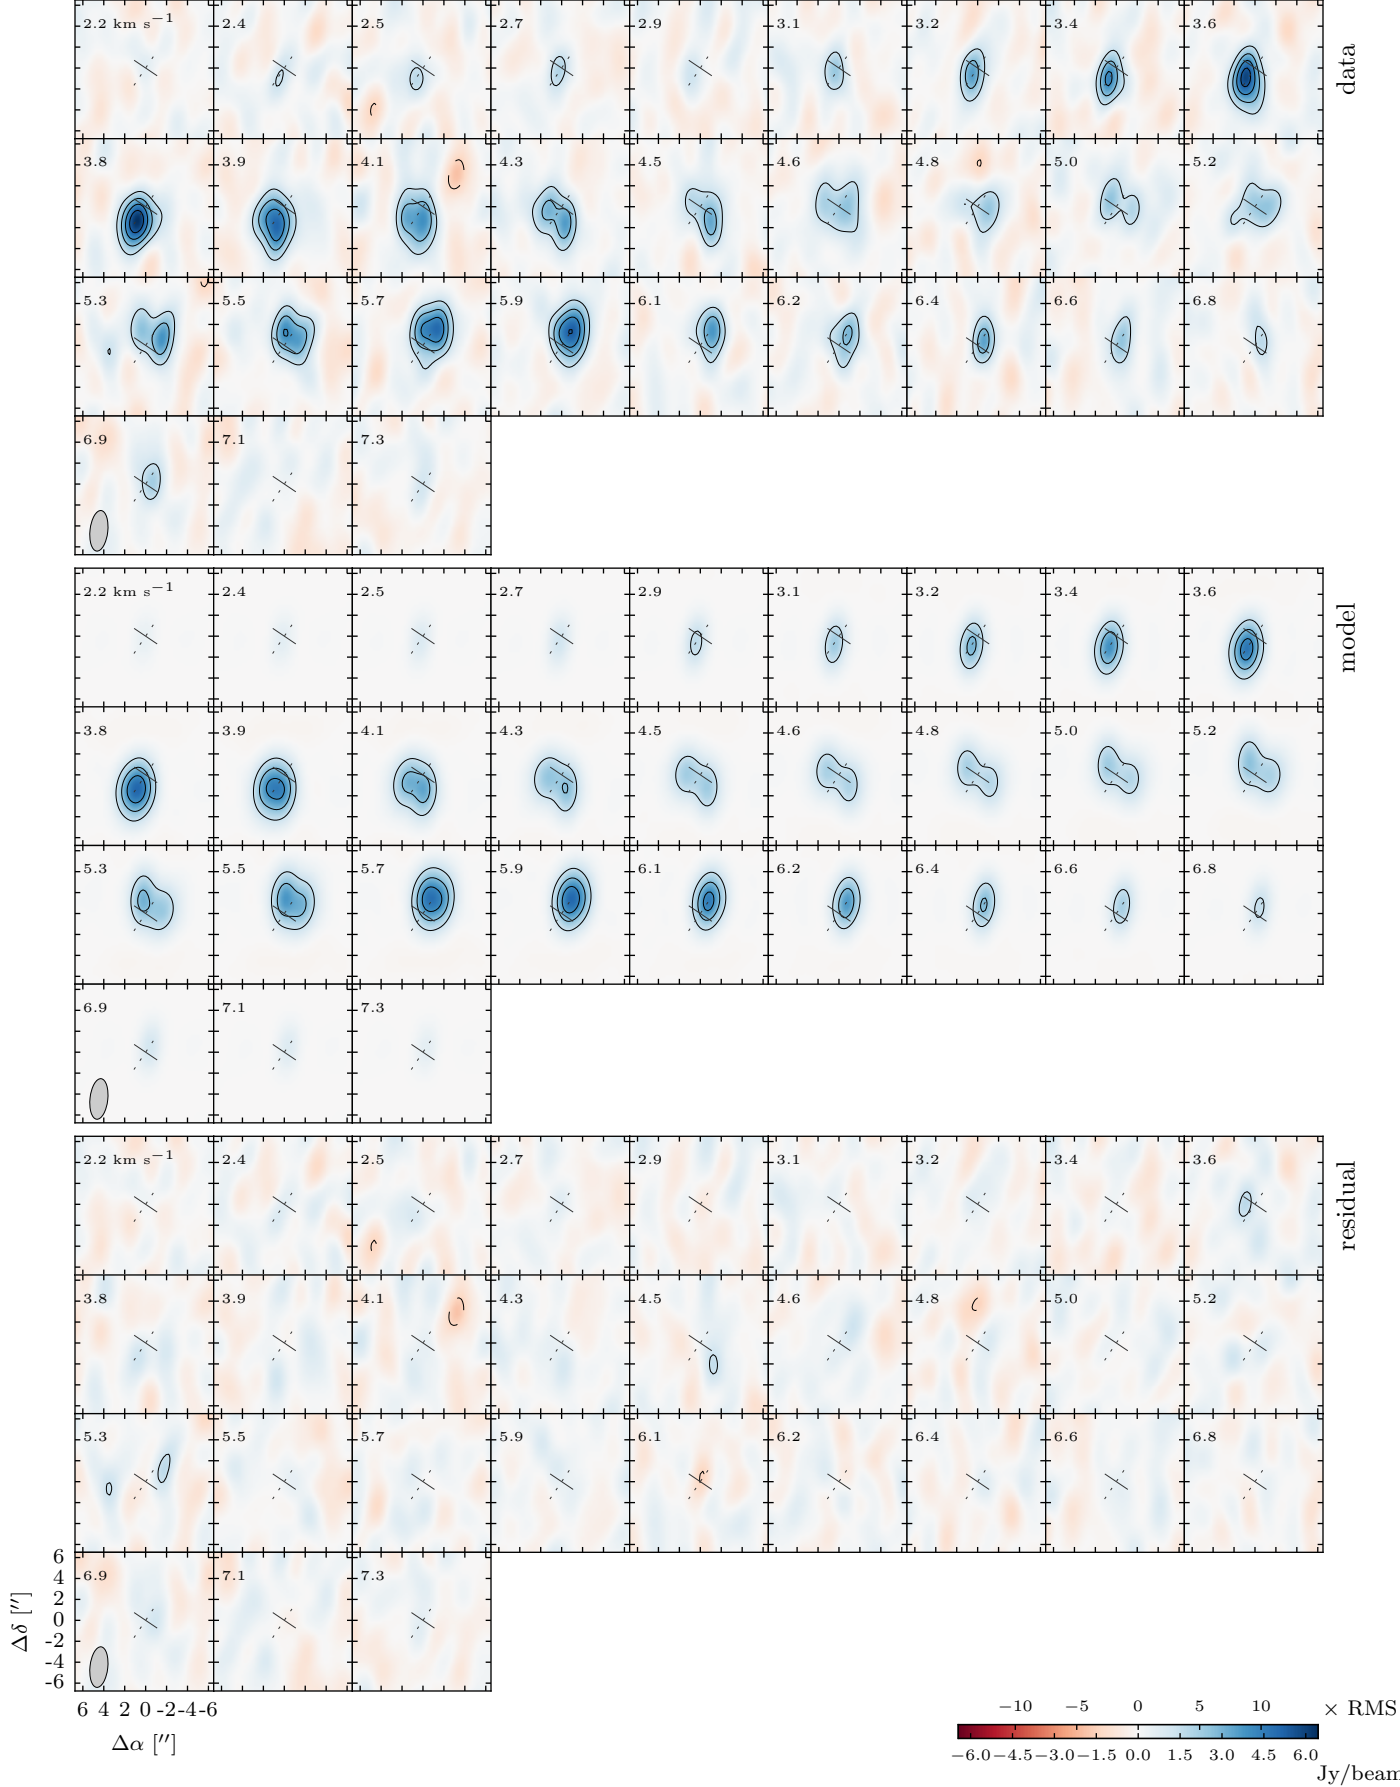 2.2 km s−1 2.4 2.5 2.7 2.9 3.1 3.2 3.4 3.6
data
3.8 3.9 4.1 4.3 4.5 4.6 4.8 5.0 5.2
5.3 5.5 5.7 5.9 6.1 6.2 6.4 6.6 6.8
6.9 7.1 7.3
2.2 km s−1 2.4 2.5 2.7 2.9 3.1 3.2 3.4 3.6
model
3.8 3.9 4.1 4.3 4.5 4.6 4.8 5.0 5.2
5.3 5.5 5.7 5.9 6.1 6.2 6.4 6.6 6.8
6.9 7.1 7.3
2.2 km s−1 2.4 2.5 2.7 2.9 3.1 3.2 3.4 3.6
residual
3.8 3.9 4.1 4.3 4.5 4.6 4.8 5.0 5.2
5.3 5.5 5.7 5.9 6.1 6.2 6.4 6.6 6.8
6.9 7.1 7.3
6
4
2
0
-2
-4
-6
Δδ [′′]
6 4 2 0 -2 -4 -6
Δα [′′]
−10 −5 0 5 10 × RMS
−6.0 −4.5 −3.0 −1.5 0.0 1.5 3.0 4.5 6.0
Jy/beam